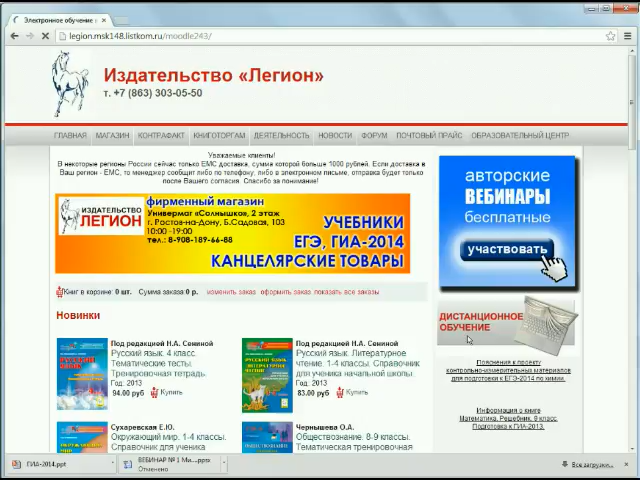 Электронное обучение
legion.msk148.listkom.ru/moodle243/
Издательство «Легион»
т. +7 (863) 303-05-50
ГЛАВНАЯ МАГАЗИН КОНТРАФАКТ КНИГОТОРГАМ ДЕЯТЕЛЬНОСТЬ НОВОСТИ ФОРУМ ПОЧТОВЫЙ ПРАЙС ОБРАЗОВАТЕЛЬНЫЙ ЦЕНТР
Уважаемые клиенты!
В некоторые регионы России сейчас только ЕМС доставка, сумма которой больше 1000 рублей. Если доставка в
Ваш регион - ЕМС, то менеджер сообщит либо по телефону, либо в электронном письме, отправка будет только
после Вашего согласия. Спасибо за понимание!
ИЗДАТЕЛЬСТВО
ЛЕГИОН
фирменный магазин
Универмаг «Солнышко», 2 этаж
г. Ростов-на-Дону, Б.Садовая, 103
10:00 -19:00
тел.: 8-908-189-66-88
УЧЕБНИКИ
ЕГЭ, ГИА-2014
КАНЦЕЛЯРСКИЕ ТОВАРЫ
авторские
ВЕБИНАРЫ
бесплатные
участвовать
Книг в корзине: 0 шт. Сумма заказа 0 р. изменить заказ оформить заказ показать все заказы
Новинки
ДИСТАНЦИОННОЕ
ОБУЧЕНИЕ
Под редакцией Н.А. Сениной
Русский язык. 4 класс.
Тематические тесты.
Тренировочная тетрадь.
Год: 2013
94.00 руб Купить
Под редакцией Н.А. Сениной
Русский язык. Литературное
чтение. 1-4 классы. Справочник
для ученика начальной школы.
Год: 2013
83.00 руб Купить
Пояснения к проекту
контрольно-измерительных материалов
для подготовки к ЕГЭ-2014 по химии.
Информация о книге
Математика. Решебник. 9 класс.
Подготовка к ГИА-2013.
Сухаревская Е.Ю.
Окружающий мир. 1-4 классы.
Справочник для ученика
Чернышева О.А.
Обществознание. 8-9 классы.
Тематическая тренировочная
ГИА-2014.ppt
ВЕБИНАР № 1 Ма....pptx
Отменено
Все загрузки...